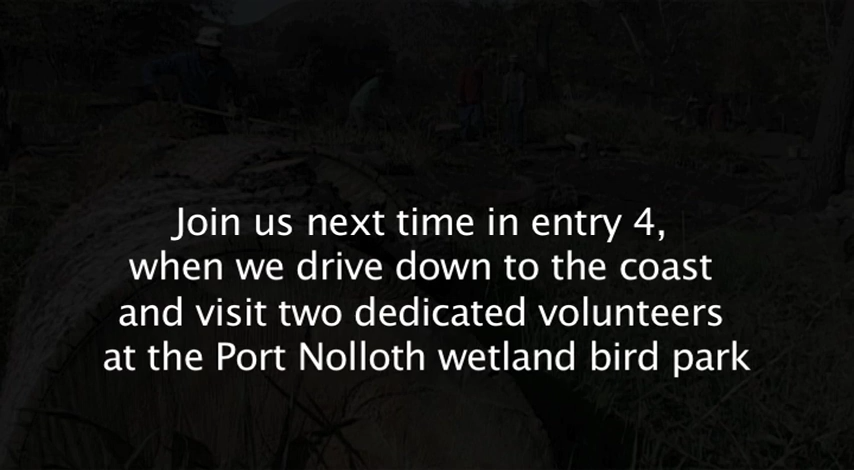 Join us next time in entry 4,
when we drive down to the coast
and visit two dedicated volunteers
at the Port Nolloth wetland bird park